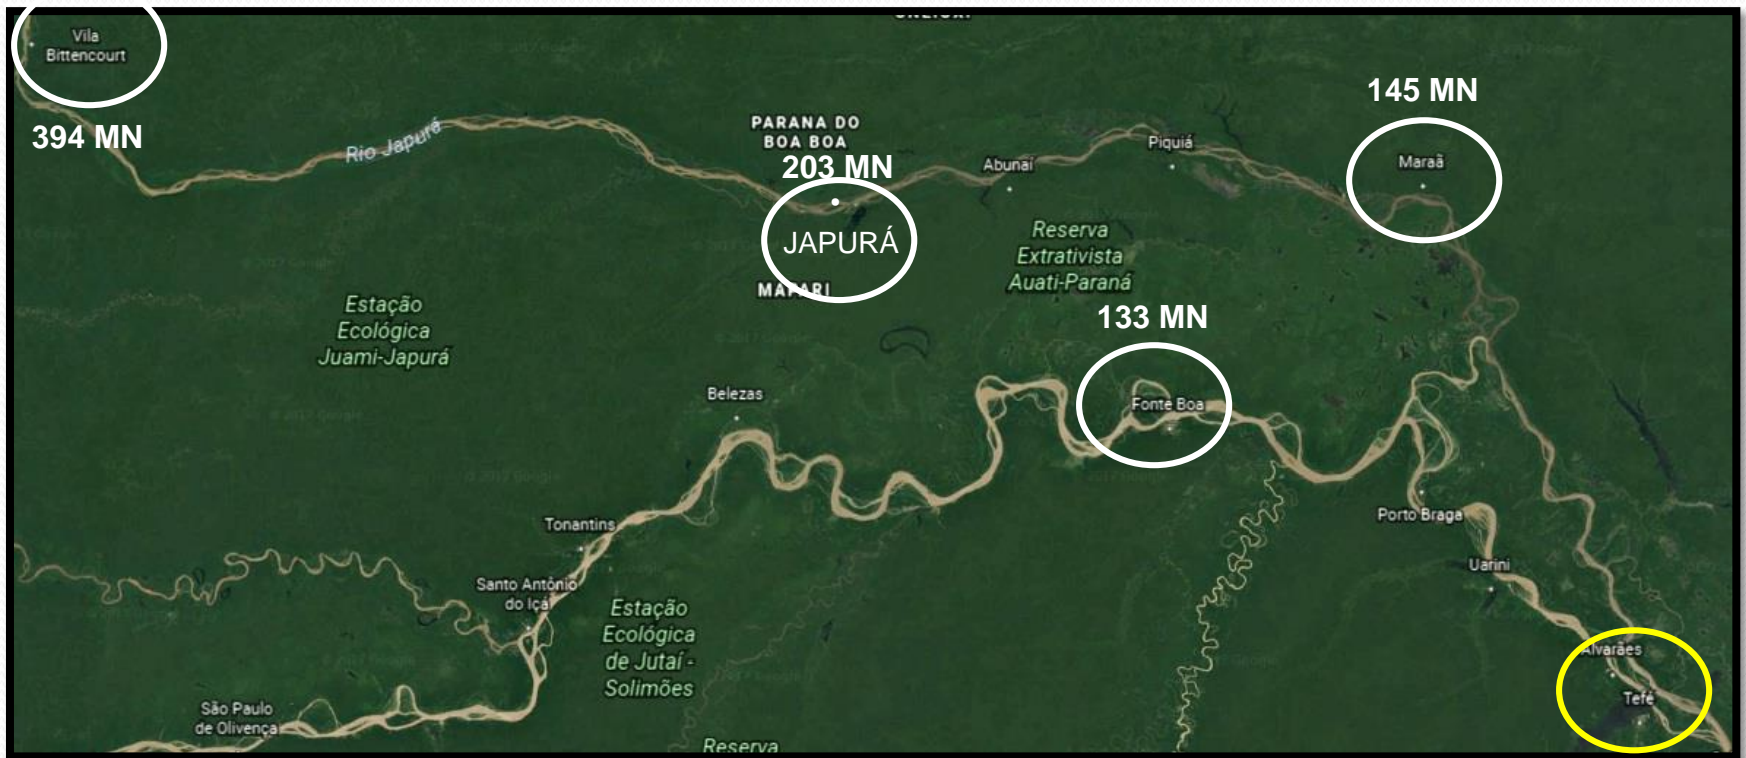 Vila
Bittencourt
394 MN
Rio Japurá
PARANA DO
BOA BOA
203 MN
JAPURÁ
MAPARI
Abunaí
Piquiá
145 MN
Maraã
Reserva
Extrativista
Auati-Paraná
Estação
Ecológica
Juami-Japurá
133 MN
Fonte Boa
Belezas
Tonantins
Porto Braga
Uarini
Santo Antônio
do Içá
Estação
Ecológica
de Jutaí -
Solimões
Alvarães
Tefé
São Paulo
de Olivença
Reserva